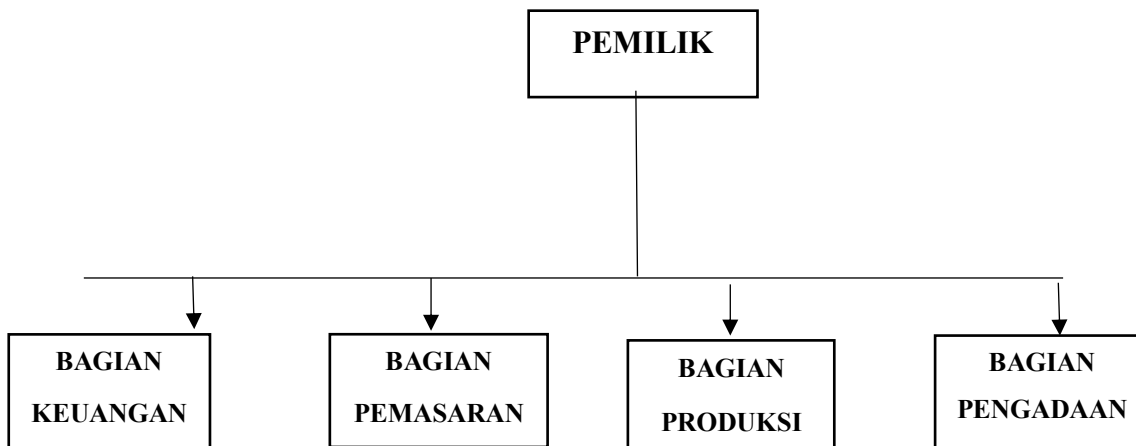 PEMILIK
BAGIAN
KEUANGAN
BAGIAN
PEMASARAN
BAGIAN
PRODUKSI
BAGIAN
PENGADAAN